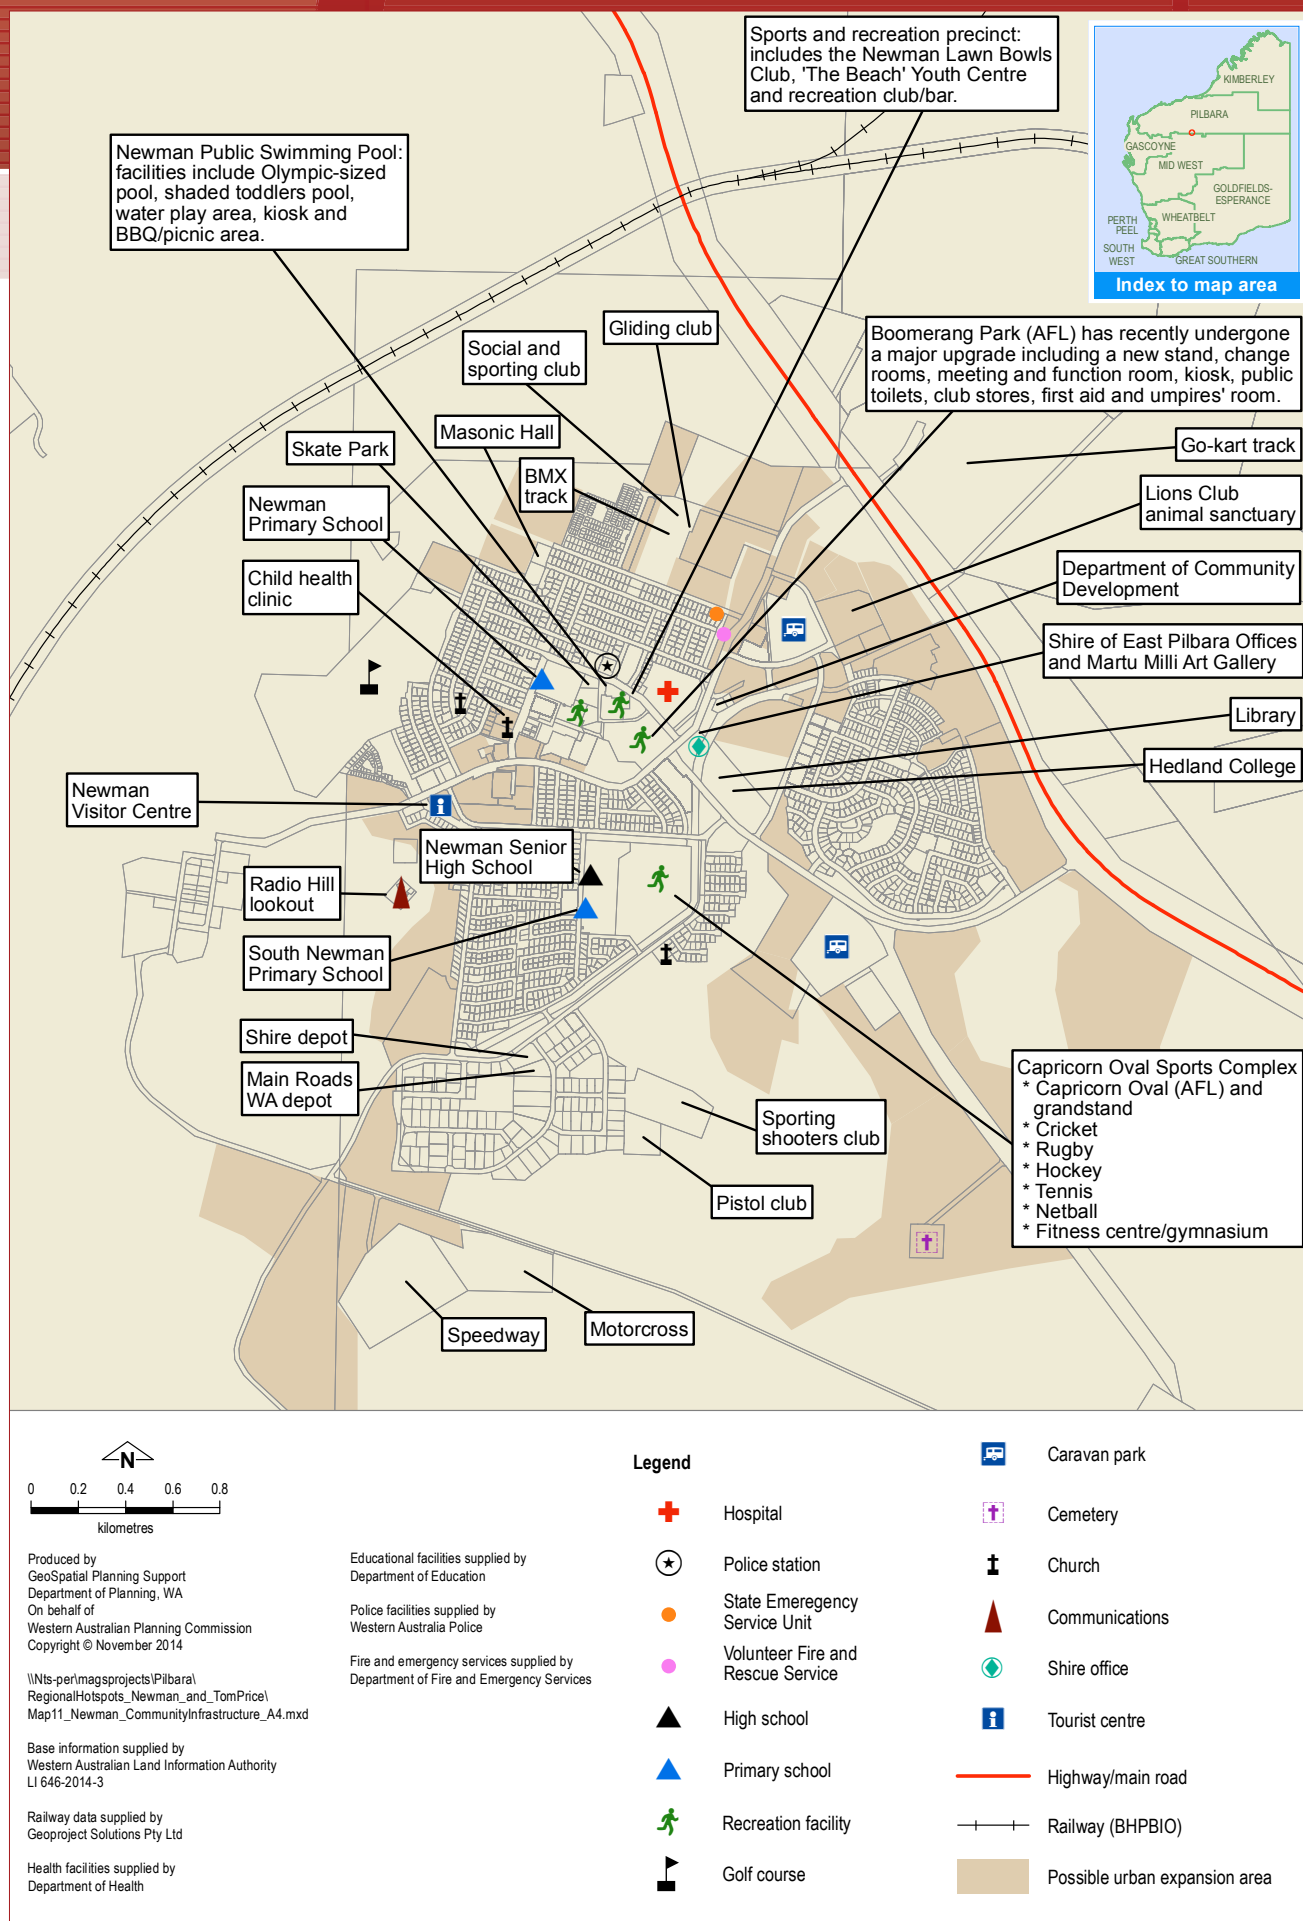 Sports and recreation precinct:
includes the Newman Lawn Bowls
Club, 'The Beach' Youth Centre
and recreation club/bar.
KIMBERLEY
PILBARA
GASCOYNE
MID WEST
GOLDFIELDS-
ESPERANCE
PERTH
PEEL
WHEATBELT
SOUTH
WEST
GREAT SOUTHERN
Index to map area
Newman Public Swimming Pool:
facilities include Olympic-sized
pool, shaded toddlers pool,
water play area, kiosk and
BBQ/picnic area.
Gliding club
Social and
sporting club
Boomerang Park (AFL) has recently undergone
a major upgrade including a new stand, change
rooms, meeting and function room, kiosk, public
toilets, club stores, first aid and umpires' room.
Masonic Hall
Skate Park
Go-kart track
BMX
track
Newman
Primary School
Lions Club
animal sanctuary
Child health
clinic
Department of Community
Development
Shire of East Pilbara Offices
and Martu Milli Art Gallery
Library
Hedland College
Newman
Visitor Centre
Newman Senior
High School
Radio Hill
lookout
South Newman
Primary School
Shire depot
Main Roads
WA depot
Capricorn Oval Sports Complex
* Capricorn Oval (AFL) and
grandstand
* Cricket
* Rugby
* Hockey
* Tennis
* Netball
* Fitness centre/gymnasium
Sporting
shooters club
Pistol club
Speedway
Motorcross
N
0 0.2 0.4 0.6 0.8
kilometres
Produced by
GeoSpatial Planning Support
Department of Planning, WA
On behalf of
Western Australian Planning Commission
Copyright © November 2014
\\Nts-per\magsprojects\Pilbara\
RegionalHotspots_Newman_and_TomPrice\
Map11_Newman_CommunityInfrastructure_A4.mxd
Base information supplied by
Western Australian Land Information Authority
LI 646-2014-3
Railway data supplied by
Geoproject Solutions Pty Ltd
Health facilities supplied by
Department of Health
Educational facilities supplied by
Department of Education
Police facilities supplied by
Western Australia Police
Fire and emergency services supplied by
Department of Fire and Emergency Services
Legend
Hospital
Police station
State Emeregency
Service Unit
Volunteer Fire and
Rescue Service
High school
Primary school
Recreation facility
Golf course
Caravan park
Cemetery
Church
Communications
Shire office
Tourist centre
Highway/main road
Railway (BHPBIO)
Possible urban expansion area